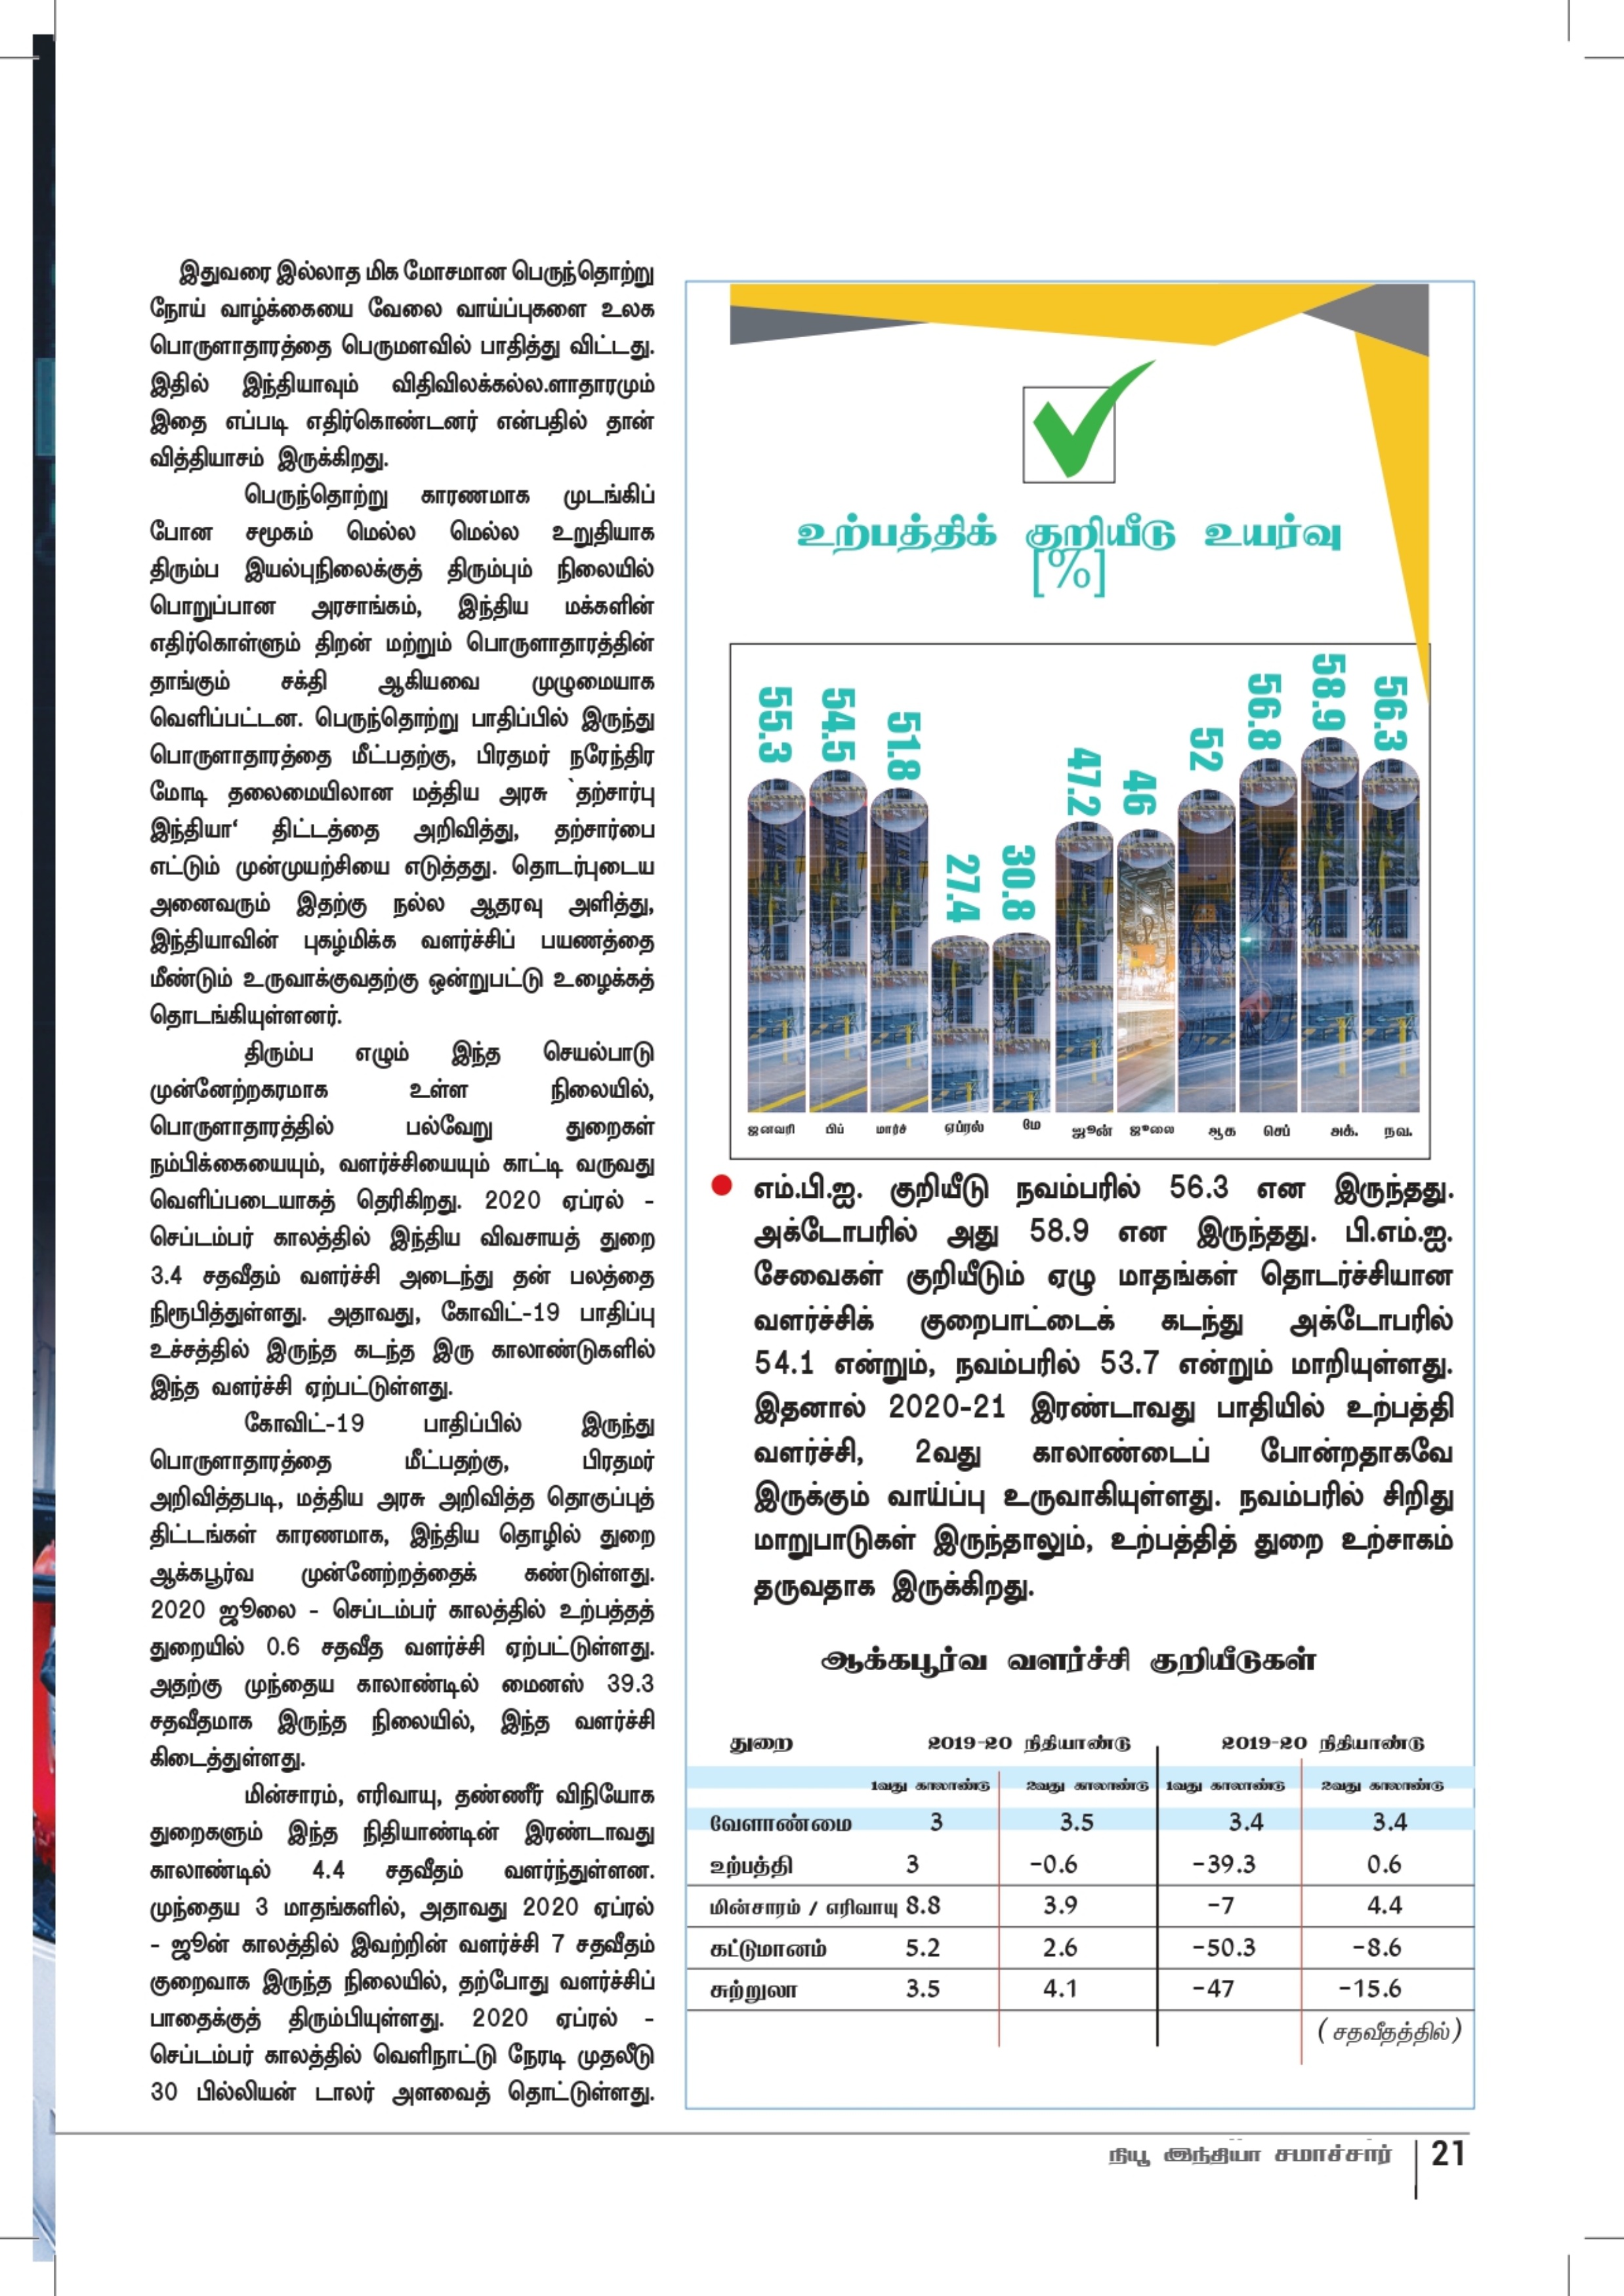 இதுவரை இல்லாத மிக மோசமான பெருந்தொற்று
நோய் வாழ்க்கையை வேலை வாய்ப்புகளை உலக
பொருளாதாரத்தை பெருமளவில் பாதித்து விட்டது.
இதில் இந்தியாவும் விதிவிலக்கல்ல.ளாதாரமும்
இதை எப்படி எதிர்கொண்டனர் என்பதில் தான்
வித்தியாசம் இருக்கிறது.
பெருந்தொற்று காரணமாக முடங்கிப்
போன சமூகம் மெல்ல மெல்ல உறுதியாக
திரும்ப இயல்புநிலைக்குத் திரும்பும் நிலையில்
பொறுப்பான அரசாங்கம், இந்திய மக்களின்
எதிர்கொள்ளும் திறன் மற்றும் பொருளாதாரத்தின்
தாங்கும் சக்தி ஆகியவை முழுமையாக
வெளிப்பட்டன. பெருந்தொற்று பாதிப்பில் இருந்து
பொருளாதாரத்தை மீட்பதற்கு, பிரதமர் நரேந்திர
மோடி தலைமையிலான மத்திய அரசு `தற்சார்பு
இந்தியா‘ திட்டத்தை அறிவித்து, தற்சார்பை
எட்டும் முன்முயற்சியை எடுத்தது. தொடர்புடைய
அனைவரும் இதற்கு நல்ல ஆதரவு அளித்து,
இந்தியாவின் புகழ்மிக்க வளர்ச்சிப் பயணத்தை
மீண்டும் உருவாக்குவதற்கு ஒன்றுபட்டு உழைக்கத்
தொடங்கியுள்ளனர்.
திரும்ப எழும் இந்த செயல்பாடு
முன்னேற்றகரமாக உள்ள நிலையில்,
பொருளாதாரத்தில் பல்வேறு துறைகள்
நம்பிக்கையையும், வளர்ச்சியையும் காட்டி வருவது
வெளிப்படையாகத் தெரிகிறது. 2020 ஏப்ரல் -
செப்டம்பர் காலத்தில் இந்திய விவசாயத் துறை
3.4 சதவீதம் வளர்ச்சி அடைந்து தன் பலத்தை
நிரூபித்துள்ளது. அதாவது, கோவிட்-19 பாதிப்பு
உச்சத்தில் இருந்த கடந்த இரு காலாண்டுகளில்
இந்த வளர்ச்சி ஏற்பட்டுள்ளது.
கோவிட்-19 பாதிப்பில் இருந்து
பொருளாதாரத்தை மீட்பதற்கு, பிரதமர்
அறிவித்தபடி, மத்திய அரசு அறிவித்த தொகுப்புத்
திட்டங்கள் காரணமாக, இந்திய தொழில் துறை
ஆக்கபூர்வ முன்னேற்றத்தைக் கண்டுள்ளது.
2020 ஜூலை - செப்டம்பர் காலத்தில் உற்பத்தத்
துறையில் 0.6 சதவீத வளர்ச்சி ஏற்பட்டுள்ளது.
அதற்கு முந்தைய காலாண்டில் மைனஸ் 39.3
சதவீதமாக இருந்த நிலையில், இந்த வளர்ச்சி
கிடைத்துள்ளது.
மின்சாரம், எரிவாயு, தண்ணீர் விநியோக
துறைகளும் இந்த நிதியாண்டின் இரண்டாவது
காலாண்டில் 4.4 சதவீதம் வளர்ந்துள்ளன.
முந்தைய 3 மாதங்களில், அதாவது 2020 ஏப்ரல்
- ஜூன் காலத்தில் இவற்றின் வளர்ச்சி 7 சதவீதம்
குறைவாக இருந்த நிலையில், தற்போது வளர்ச்சிப்
பாதைக்குத் திரும்பியுள்ளது. 2020 ஏப்ரல் -
செப்டம்பர் காலத்தில் வெளிநாட்டு நேரடி முதலீடு
30 பில்லியன் டாலர் அளவைத் தொட்டுள்ளது.
உற்பத்திக் குறியீடு உயர்வு
[%]
55.3 54.5 51.8 27.4 30.8 47.2 46 52 56.8 58.9 56.3
ஜனவரி பிப் மார்ச் ஏப்ரல் மே ஜூன் ஜூலை ஆக செப் அக். நவ.
எம்.பி.ஐ. குறியீடு நவம்பரில் 56.3 என இருந்தது.
அக்டோபரில் அது 58.9 என இருந்தது. பி.எம்.ஐ.
சேவைகள் குறியீடும் ஏழு மாதங்கள் தொடர்ச்சியான
வளர்ச்சிக் குறைபாட்டைக் கடந்து அக்டோபரில்
54.1 என்றும், நவம்பரில் 53.7 என்றும் மாறியுள்ளது.
இதனால் 2020-21 இரண்டாவது பாதியில் உற்பத்தி
வளர்ச்சி, 2வது காலாண்டைப் போன்றதாகவே
இருக்கும் வாய்ப்பு உருவாகியுள்ளது. நவம்பரில் சிறிது
மாறுபாடுகள் இருந்தாலும், உற்பத்தித் துறை உற்சாகம்
தருவதாக இருக்கிறது.
ஆக்கபூர்வ வளர்ச்சி குறியீடுகள்
துறை 2019-20 நிதியாண்டு 2019-20 நிதியாண்டு
1வது காலாண்டு 2வது காலாண்டு 1வது காலாண்டு 2வது காலாண்டு
வேளாண்மை 3 3.5 3.4 3.4
உற்பத்தி 3 -0.6 -39.3 0.6
மின்சாரம் / எரிவாயு 8.8 3.9 -7 4.4
கட்டுமானம் 5.2 2.6 -50.3 -8.6
சுற்றுலா 3.5 4.1 -47 -15.6
( சதவீதத்தில்)
நியூ இந்தியா சமாச்சார் 21